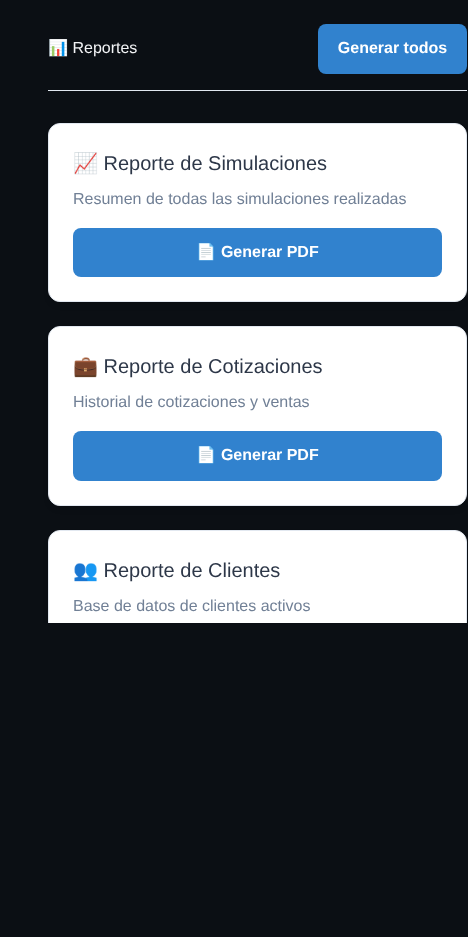 📊 Reportes
Generar todos
📈 Reporte de Simulaciones
Resumen de todas las simulaciones realizadas
📄 Generar PDF
💼 Reporte de Cotizaciones
Historial de cotizaciones y ventas
📄 Generar PDF
👥 Reporte de Clientes
Base de datos de clientes activos